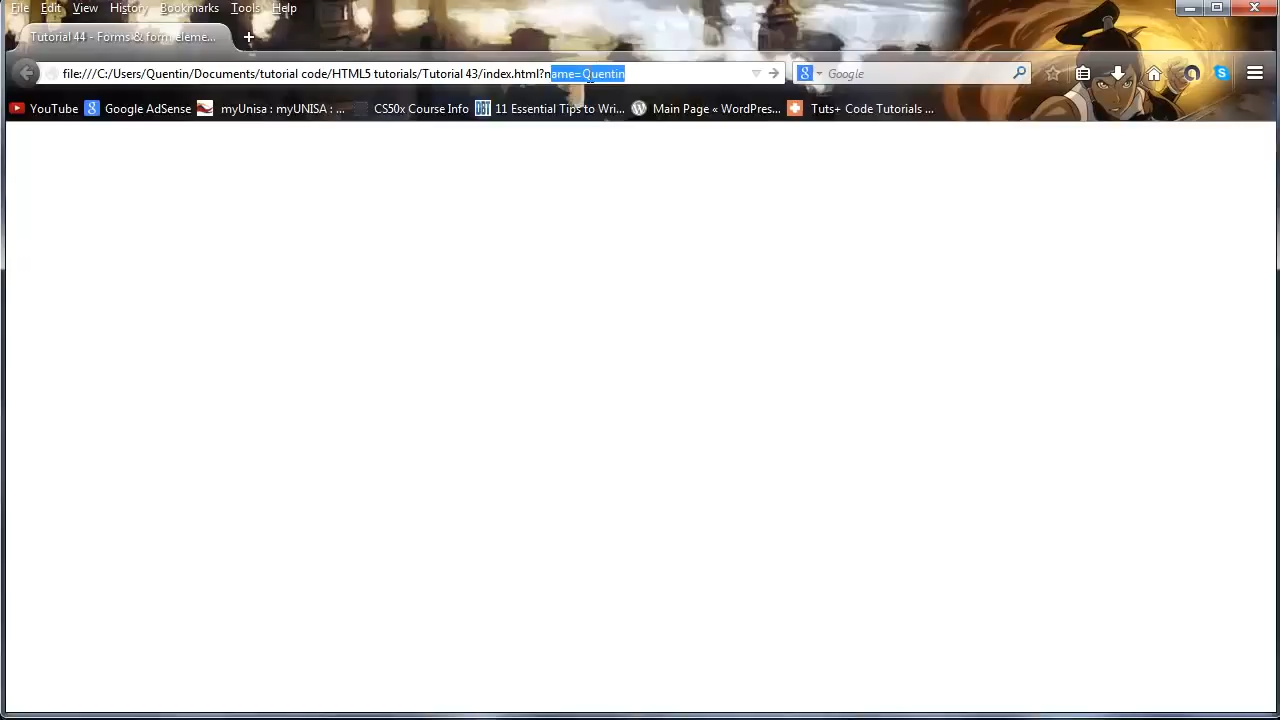 File Edit View History Bookmarks Tools Help
Tutorial 44 - Forms & form eleme...
file:///C:/Users/Quentin/Documents/tutorial code/HTML5 tutorials/Tutorial 43/index.html?name=Quentin
Google
YouTube Google AdSense myUnisa : myUNISA : ... CS50x Course Info 11 Essential Tips to Wri... Main Page « WordPres... Tuts+ Code Tutorials ...